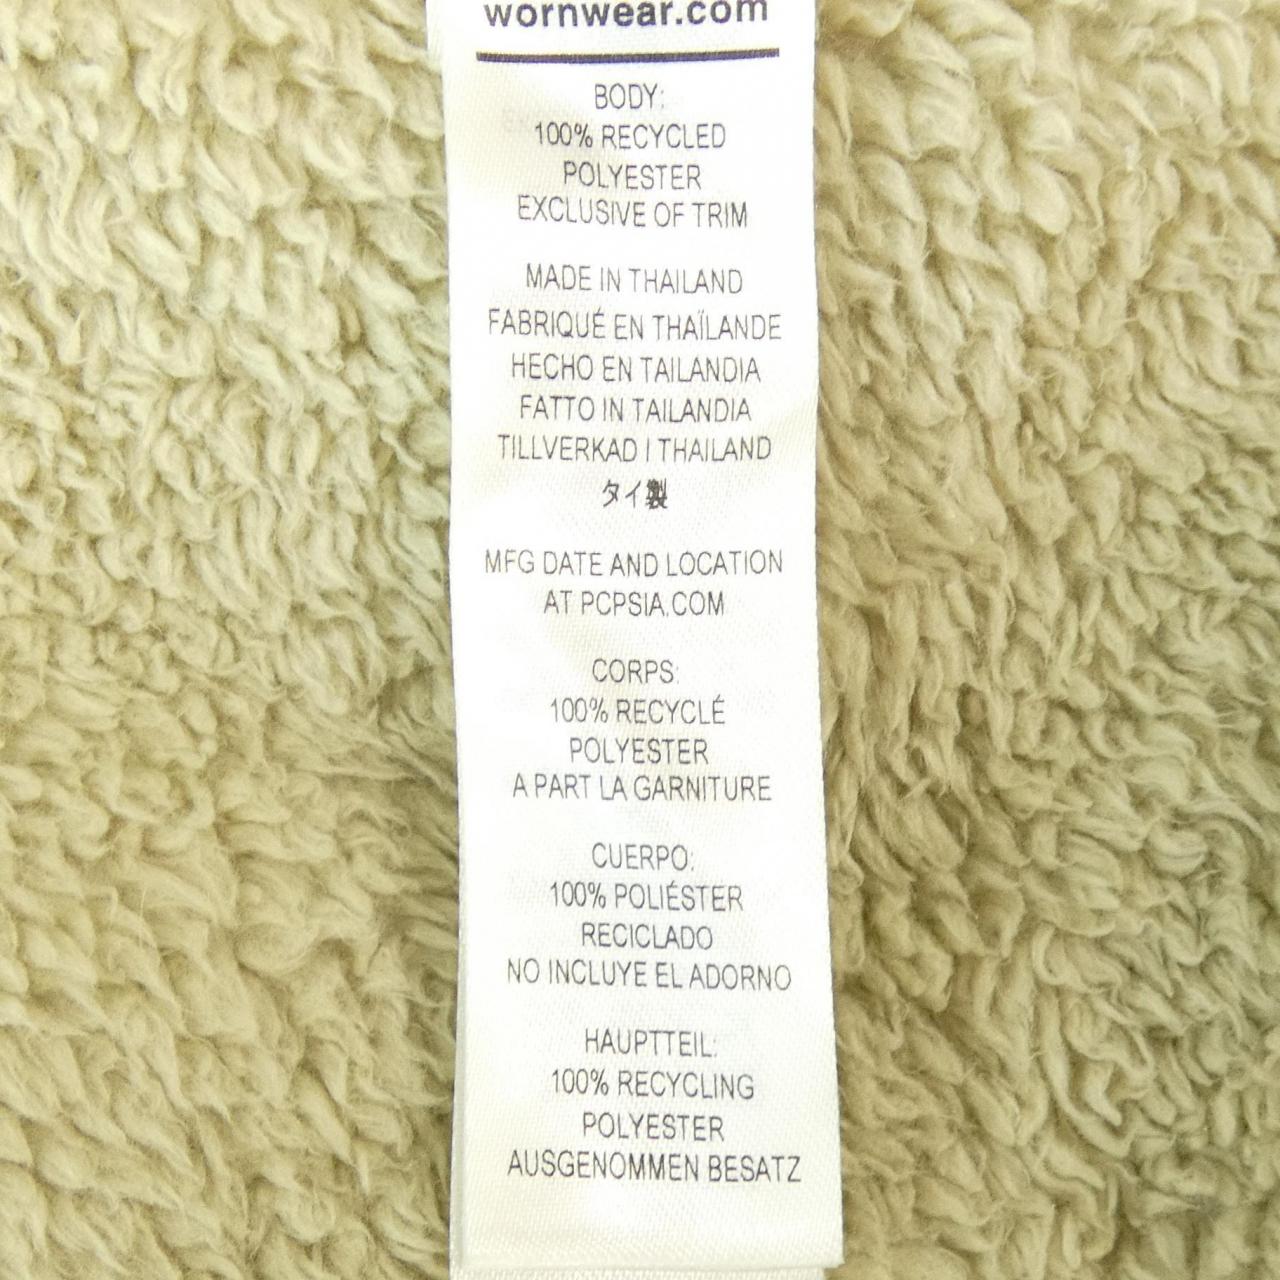 wornwear.com
BODY:
100% RECYCLED
POLYESTER
EXCLUSIVE OF TRIM
MADE IN THAILAND
FABRIQUÉ EN THAÏLANDE
HECHO EN TAILANDIA
FATTO IN TAILANDIA
TILLVERKAD I THAILAND
タイ製
MFG DATE AND LOCATION
AT PCPSIA.COM
CORPS:
100% RECYCLÉ
POLYESTER
A PART LA GARNITURE
CUERPO:
100% POLIÉSTER
RECICLADO
NO INCLUYE EL ADORNO
HAUPTTEIL:
100% RECYCLING
POLYESTER
AUSGENOMMEN BESATZ